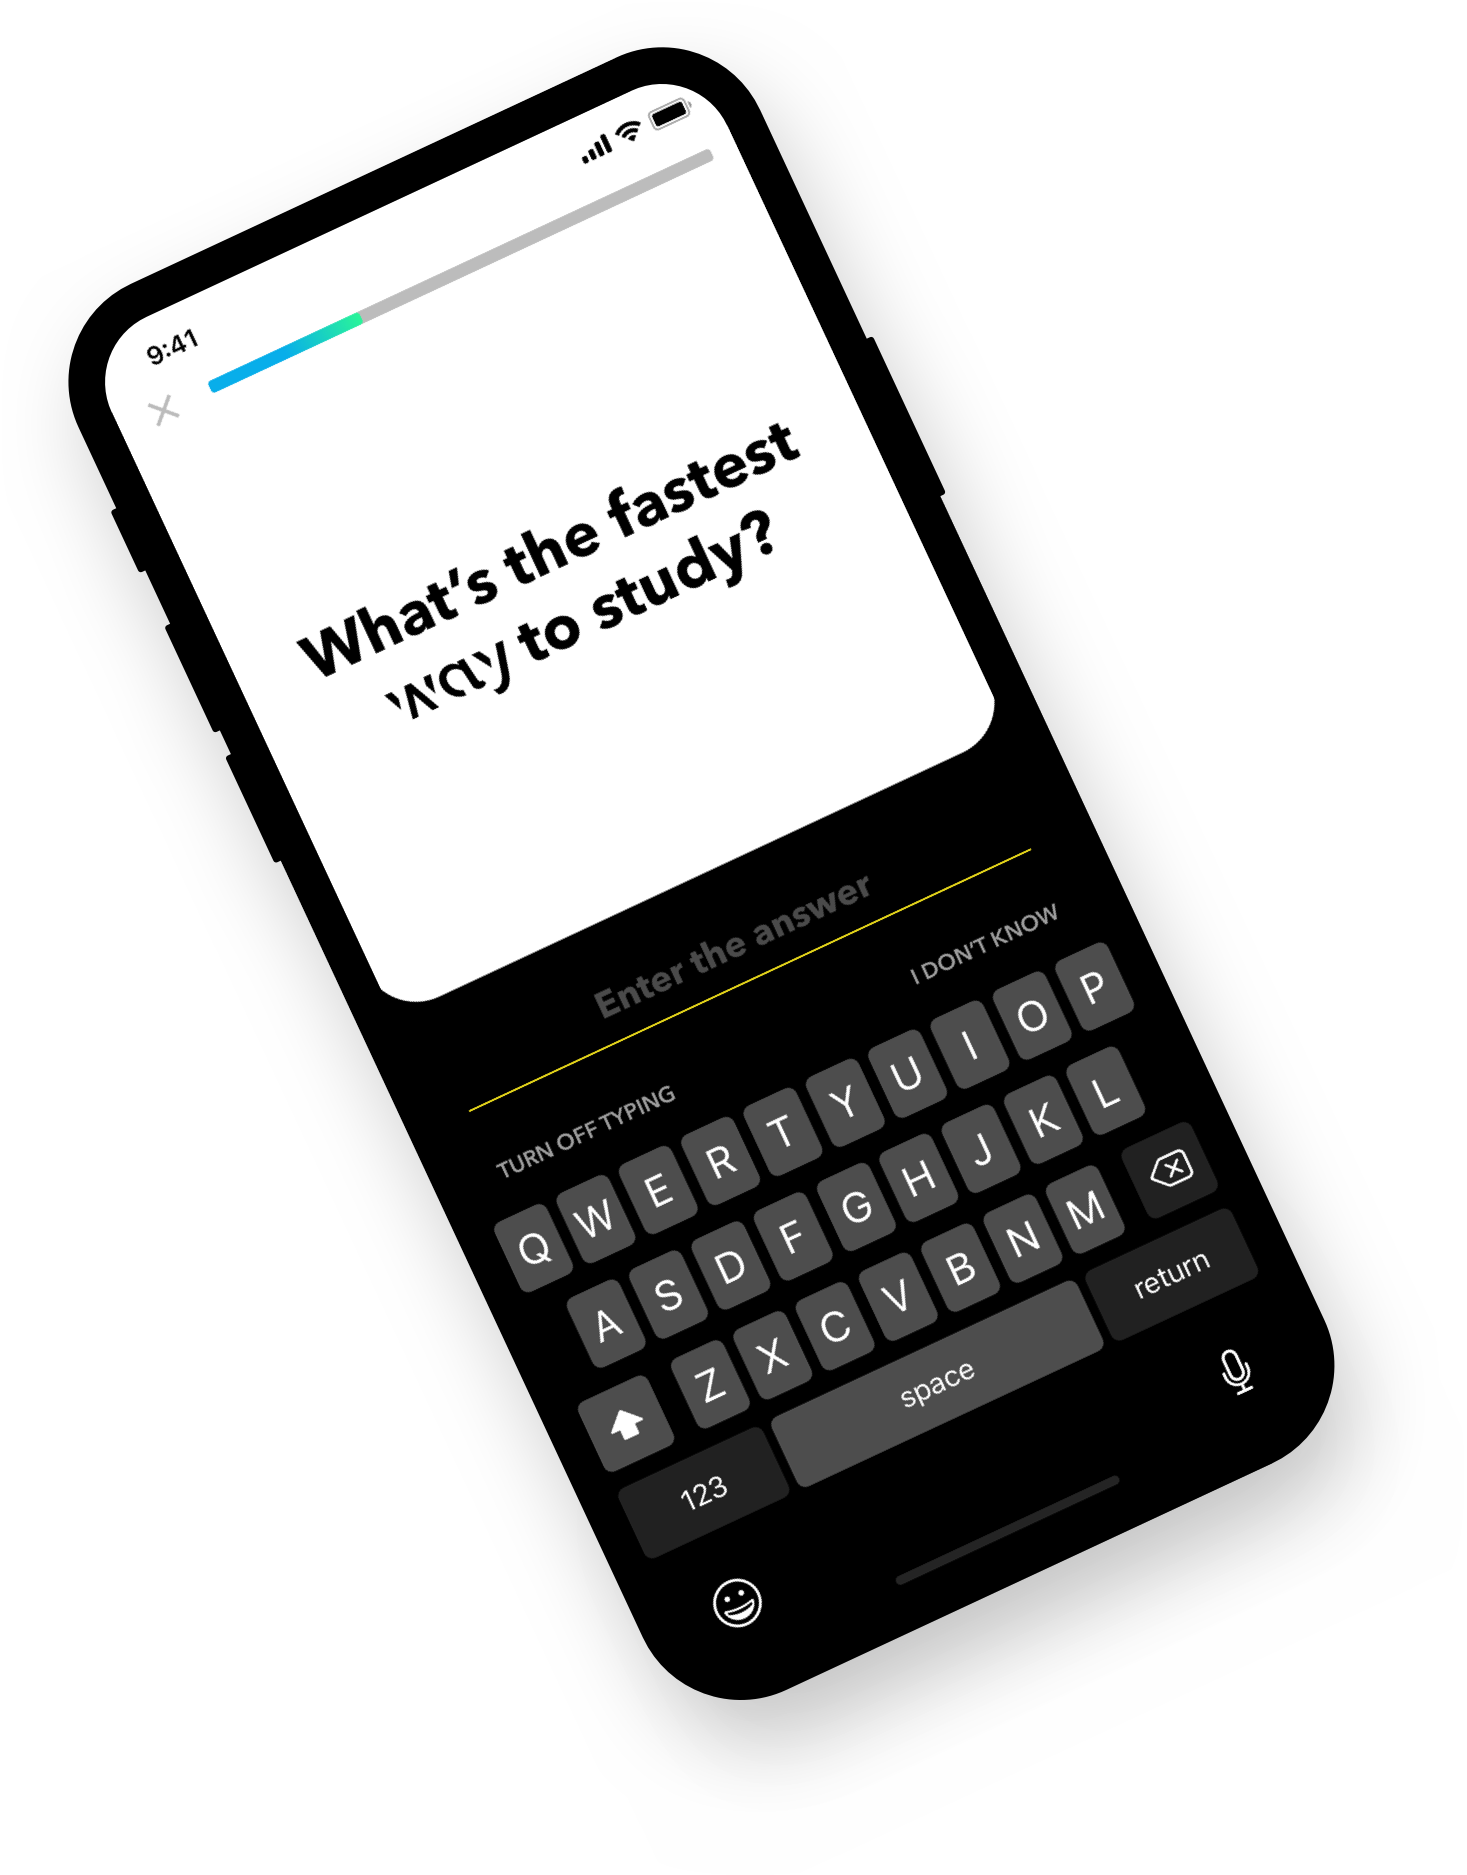 9:41
What's the fastest
way to study?
Enter the answer
TURN OFF TYPING
I DON'T KNOW
Q W E R T Y U I O P
A S D F G H J K L
Z X C V B N M
123
space
return